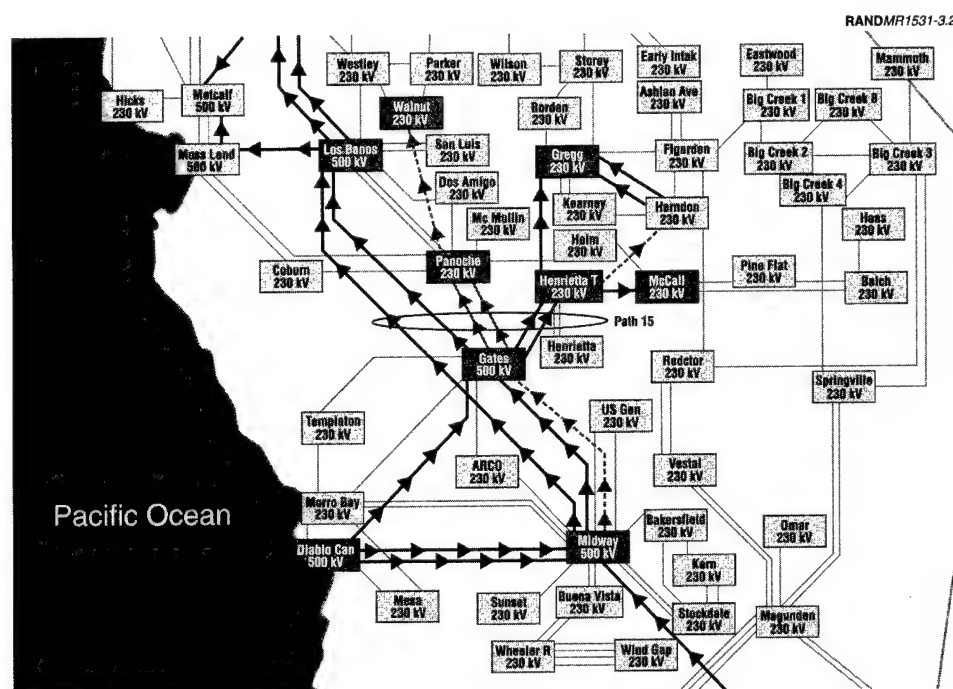 RANDMR1531-3.2
Westley
230 kV
Parker
230 kV
Wilson
230 kV
Storey
230 kV
Early Intak
230 kV
Eastwood
230 kV
Mammoth
230 kV
Hicks
230 kV
Metcalf
500 kV
Walnut
230 kV
Borden
230 kV
Ashlan Ave
230 kV
Big Creek 1
230 kV
Big Creek 8
230 kV
Moss Land
500 kV
Los Banos
500 kV
San Luis
230 kV
Gregg
230 kV
Figarden
230 kV
Big Creek 2
230 kV
Big Creek 3
230 kV
Dos Amigo
230 kV
Big Creek 4
230 kV
Kearney
230 kV
Herndon
230 kV
Mc Mullin
230 kV
Haas
230 kV
Helm
230 kV
Coburn
230 kV
Panoche
230 kV
Henrietta T
230 kV
McCall
230 kV
Pine Flat
230 kV
Balch
230 kV
Path 15
Gates
500 kV
Henrietta
230 kV
Rector
230 kV
Springville
230 kV
Templeton
230 kV
US Gen
230 kV
ARCO
230 kV
Vestal
230 kV
Morro Bay
230 kV
Pacific Ocean
Bakersfield
230 kV
Omar
230 kV
Diablo Can
500 kV
Midway
500 kV
Kern
230 kV
Mesa
230 kV
Sunset
230 kV
Buena Vista
230 kV
Stockdale
230 kV
Magunden
230 kV
Wheeler R
230 kV
Wind Gap
230 kV